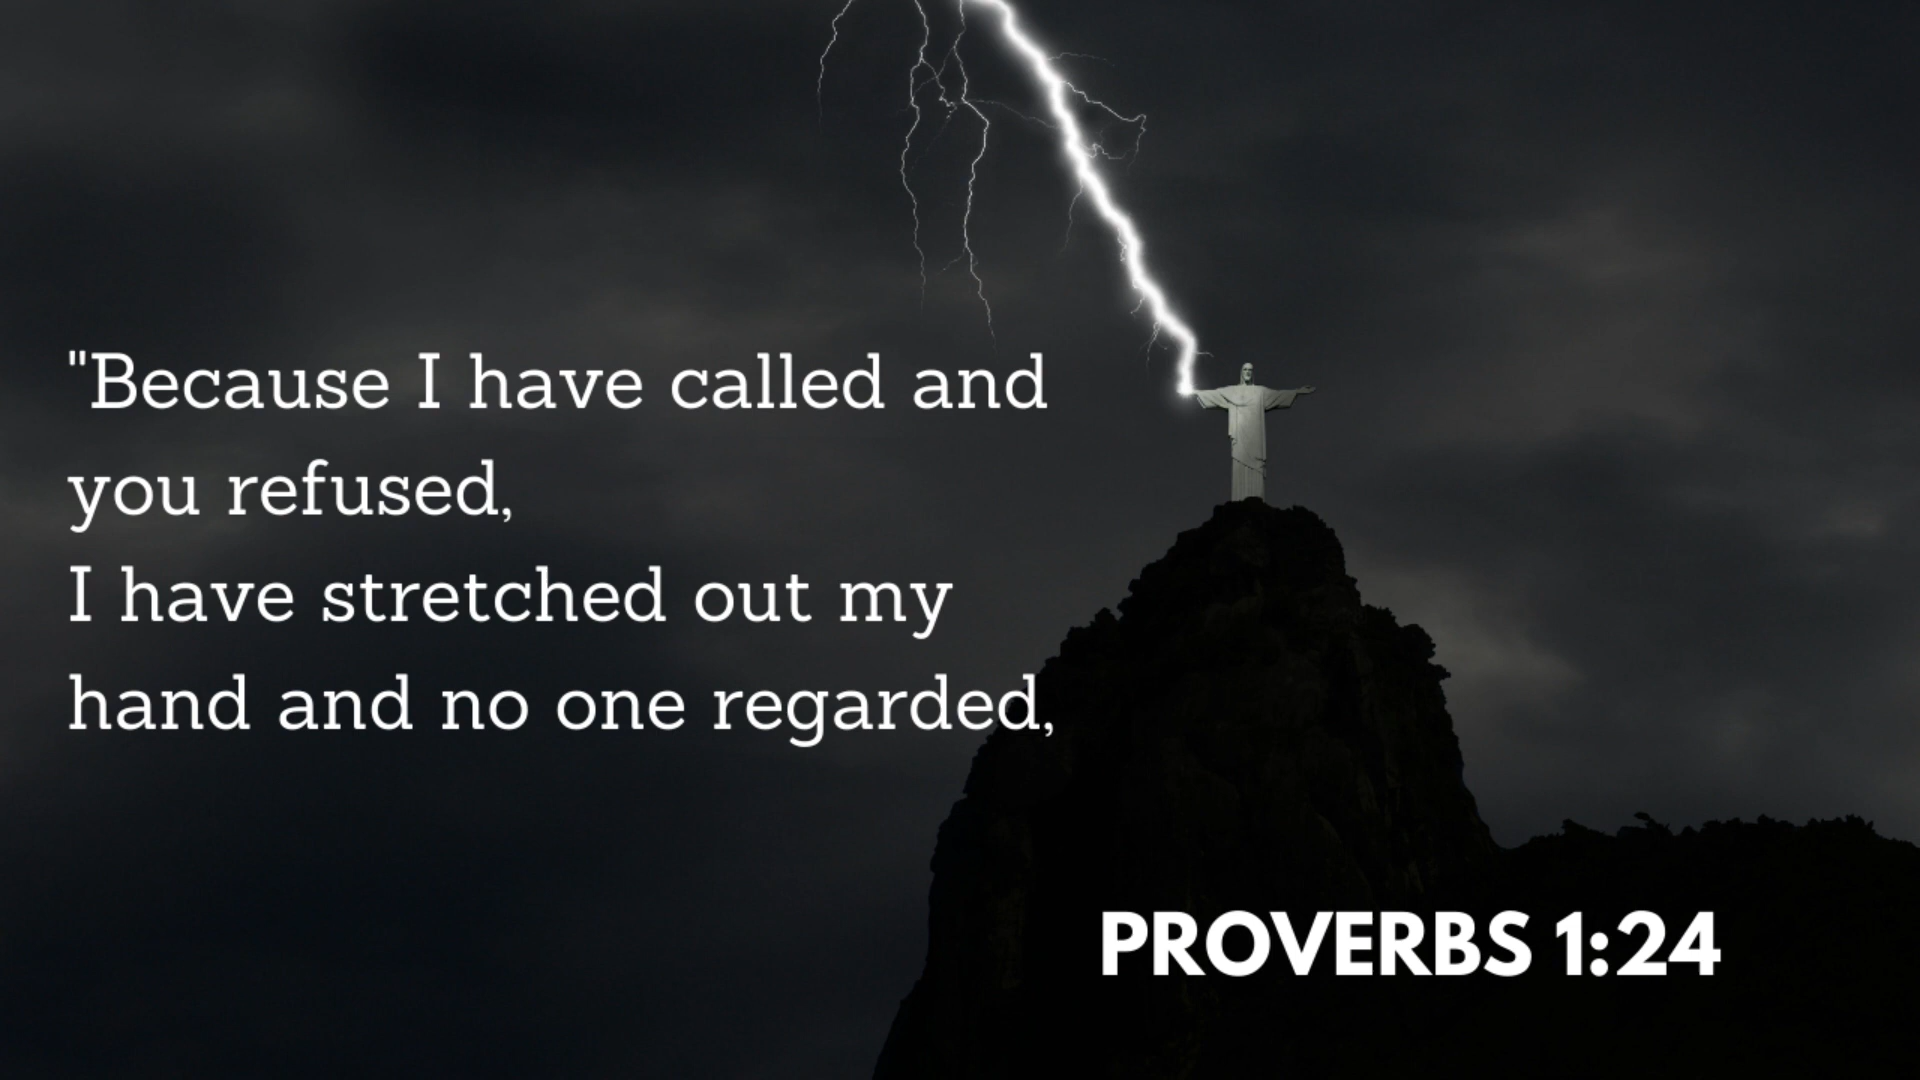 "Because I have called and
you refused,
I have stretched out my
hand and no one regarded,
PROVERBS 1:24